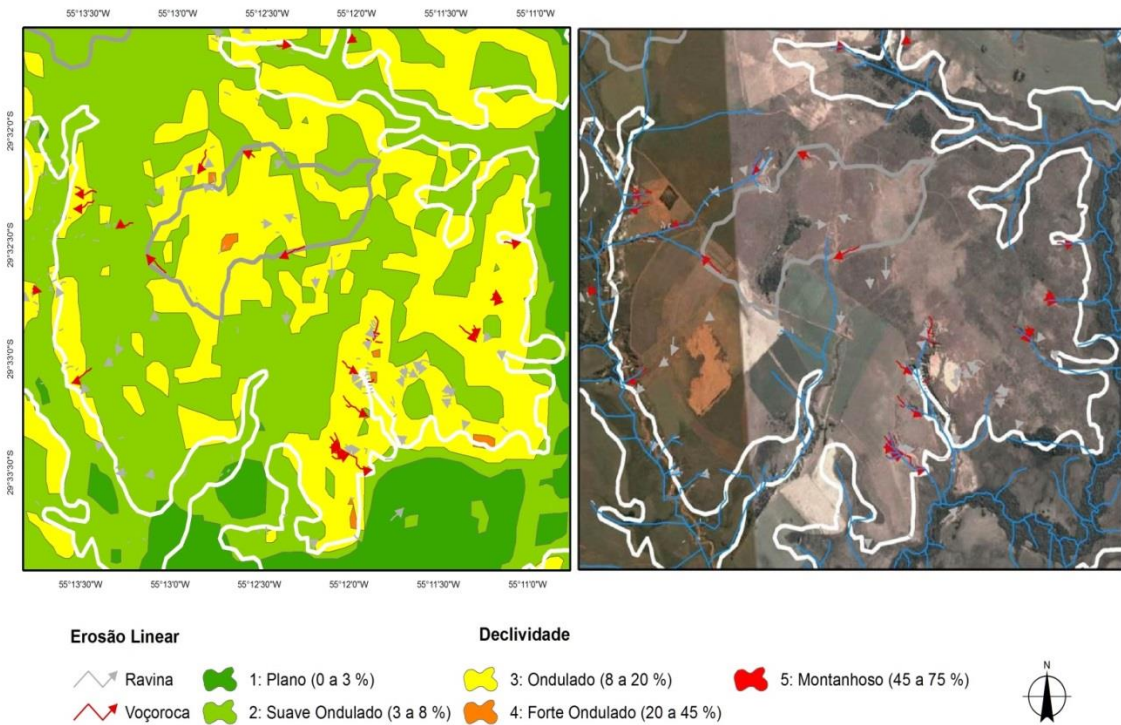 55°13'30"W 55°13'0"W 55°12'30"W 55°12'0"W 55°11'30"W 55°11'0"W
29°32'0"S
29°32'30"S
29°33'0"S
29°33'30"S
55°13'30"W 55°13'0"W 55°12'30"W 55°12'0"W 55°11'30"W 55°11'0"W
Erosão Linear
Declividade
N
Ravina 1: Plano (0 a 3 %) 3: Ondulado (8 a 20 %) 5: Montanhoso (45 a 75 %)
Voçoroca 2: Suave Ondulado (3 a 8 %) 4: Forte Ondulado (20 a 45 %)